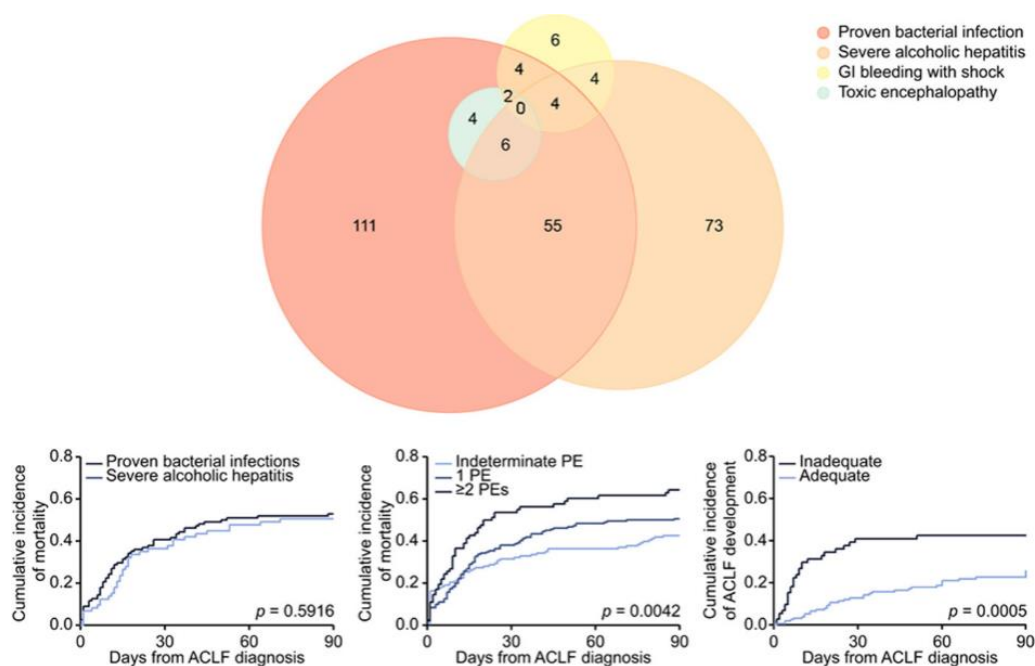 Proven bacterial infection
Severe alcoholic hepatitis
GI bleeding with shock
Toxic encephalopathy
6
4
4
2
0
4
4
6
111
55
73
Cumulative incidence
of mortality
0.8
0.6
0.4
0.2
0.0
Proven bacterial infections
Severe alcoholic hepatitis
p = 0.5916
0
30
60
90
Days from ACLF diagnosis
Cumulative incidence
of mortality
0.8
0.6
0.4
0.2
0.0
Indeterminate PE
1 PE
≥2 PEs
p = 0.0042
0
30
60
90
Days from ACLF diagnosis
Cumulative incidence
of ACLF development
0.8
0.6
0.4
0.2
0.0
Inadequate
Adequate
p = 0.0005
0
30
60
90
Days from ACLF diagnosis